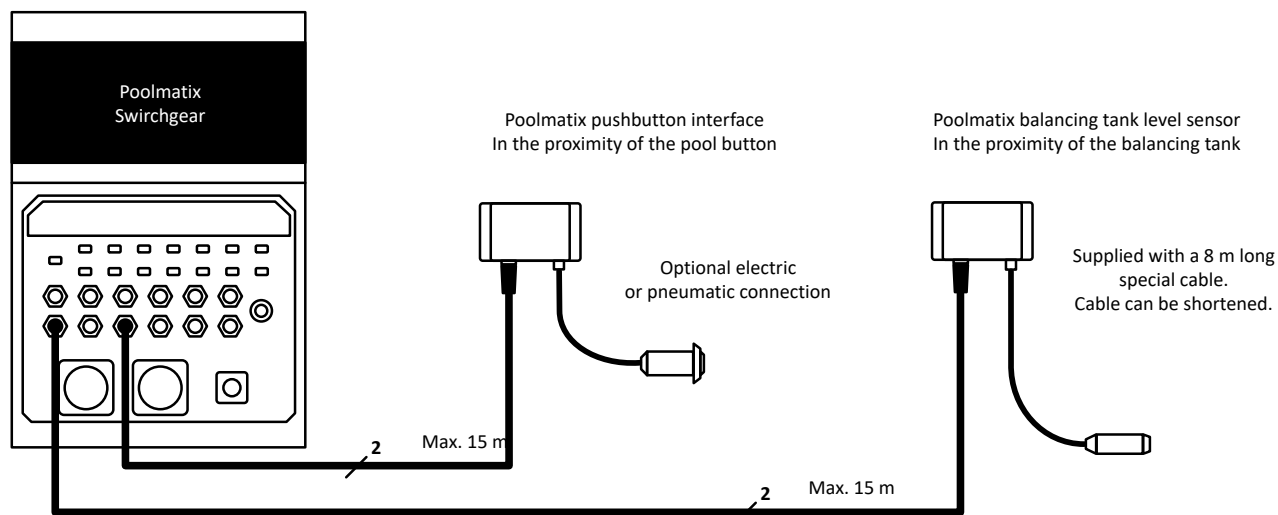 Poolmatix
Swirchgear
Poolmatix pushbutton interface
In the proximity of the pool button
Poolmatix balancing tank level sensor
In the proximity of the balancing tank
Optional electric
or pneumatic connection
Supplied with a 8 m long
special cable.
Cable can be shortened.
2
Max. 15 m
2
Max. 15 m